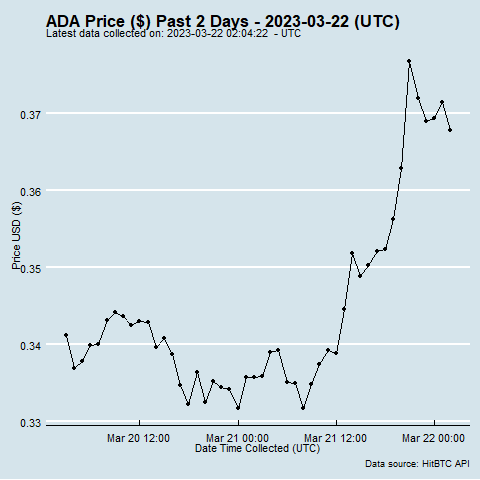 ADA Price ($) Past 2 Days - 2023-03-22 (UTC)
Latest data collected on: 2023-03-22 02:04:22  - UTC
0.37
0.36
0.35
0.34
0.33
Price USD ($)
Mar 20 12:00
Mar 21 00:00
Mar 21 12:00
Mar 22 00:00
Date Time Collected (UTC)
Data source: HitBTC API